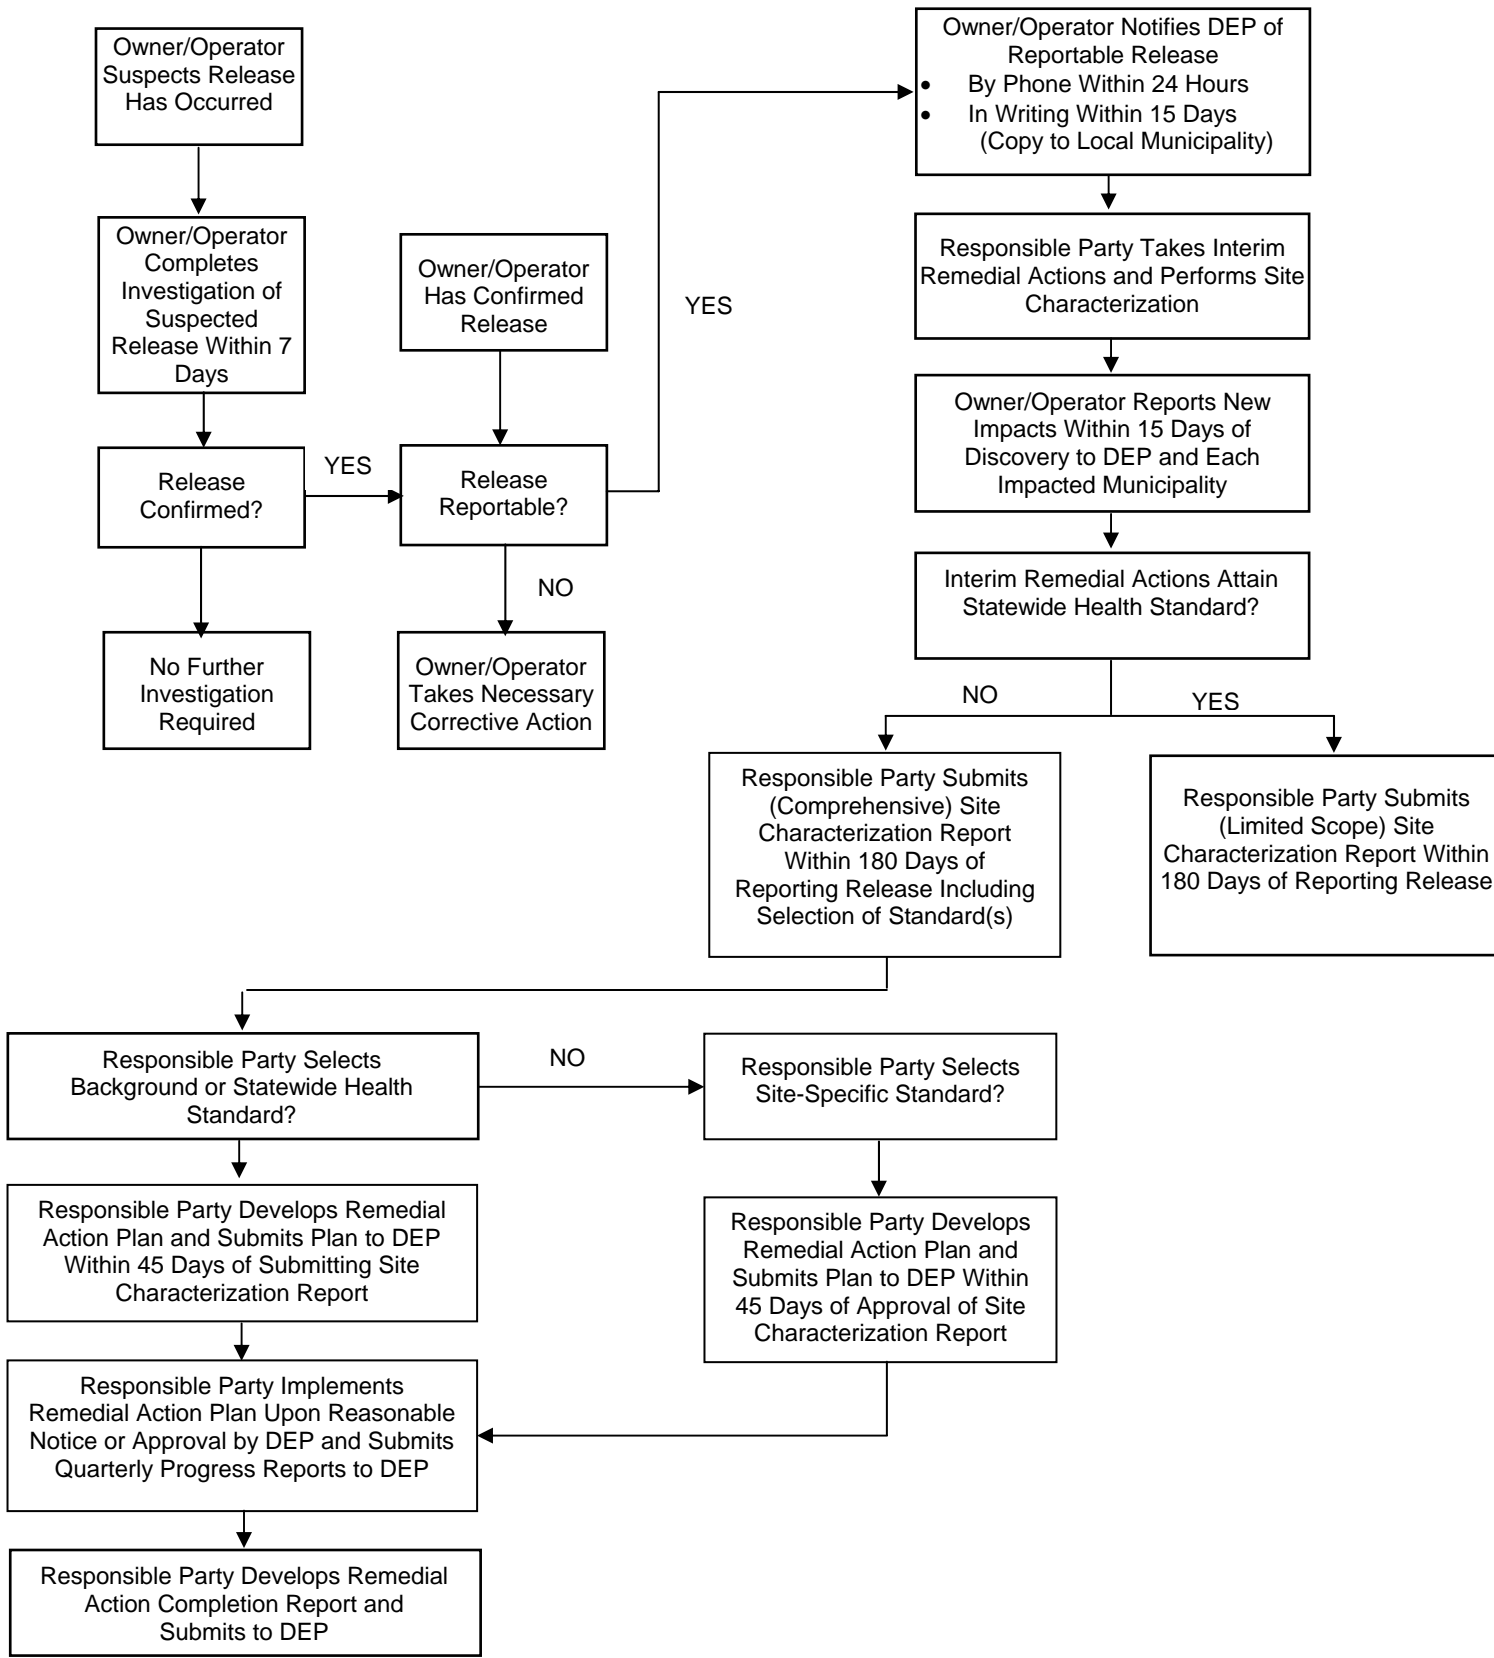 Owner/Operator
Suspects Release
Has Occurred
Owner/Operator
Completes
Investigation of
Suspected
Release Within 7
Days
Release
Confirmed?
YES
No Further
Investigation
Required
Owner/Operator
Has Confirmed
Release
Release
Reportable?
YES
NO
Owner/Operator
Takes Necessary
Corrective Action
Owner/Operator Notifies DEP of
Reportable Release
• By Phone Within 24 Hours
• In Writing Within 15 Days
(Copy to Local Municipality)
Responsible Party Takes Interim
Remedial Actions and Performs Site
Characterization
Owner/Operator Reports New
Impacts Within 15 Days of
Discovery to DEP and Each
Impacted Municipality
Interim Remedial Actions Attain
Statewide Health Standard?
NO
YES
Responsible Party Submits
(Comprehensive) Site
Characterization Report
Within 180 Days of
Reporting Release Including
Selection of Standard(s)
Responsible Party Submits
(Limited Scope) Site
Characterization Report Within
180 Days of Reporting Release
Responsible Party Selects
Background or Statewide Health
Standard?
NO
Responsible Party Selects
Site-Specific Standard?
Responsible Party Develops Remedial
Action Plan and Submits Plan to DEP
Within 45 Days of Submitting Site
Characterization Report
Responsible Party Develops
Remedial Action Plan and
Submits Plan to DEP Within
45 Days of Approval of Site
Characterization Report
Responsible Party Implements
Remedial Action Plan Upon Reasonable
Notice or Approval by DEP and Submits
Quarterly Progress Reports to DEP
Responsible Party Develops Remedial
Action Completion Report and
Submits to DEP